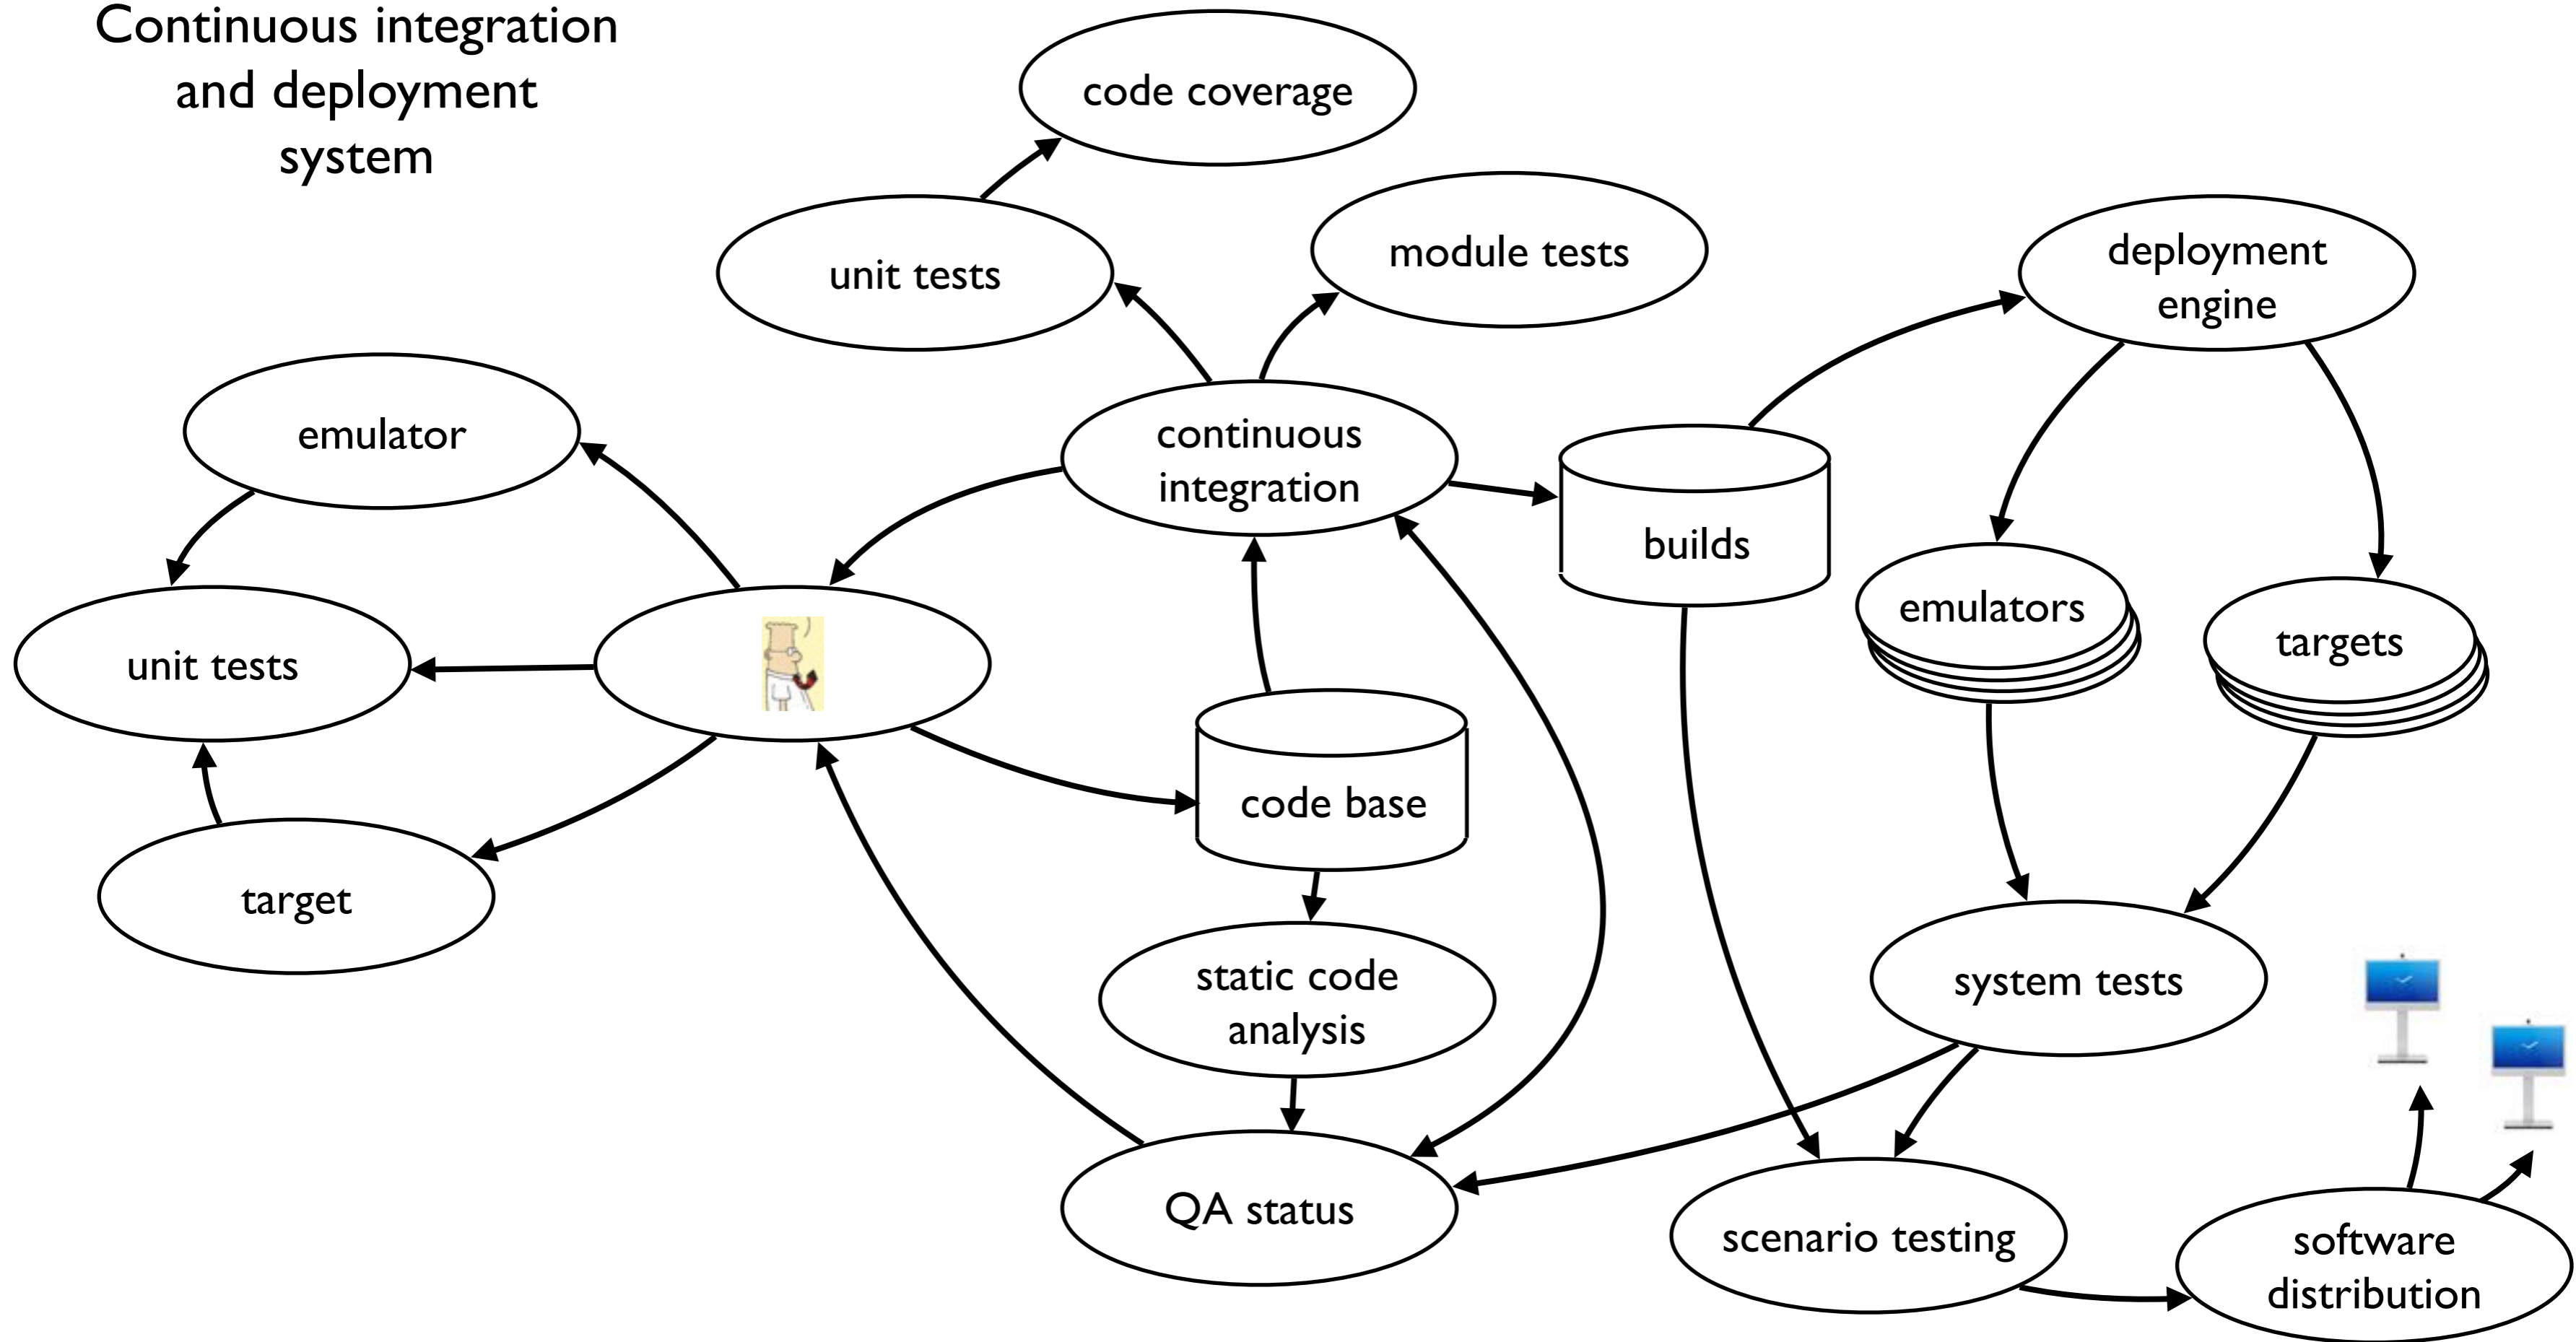 Continuous integration
and deployment
system
code coverage
module tests
unit tests
deployment
engine
emulator
continuous
integration
builds
emulators
targets
unit tests
code base
target
static code
analysis
system tests
QA status
scenario testing
software
distribution